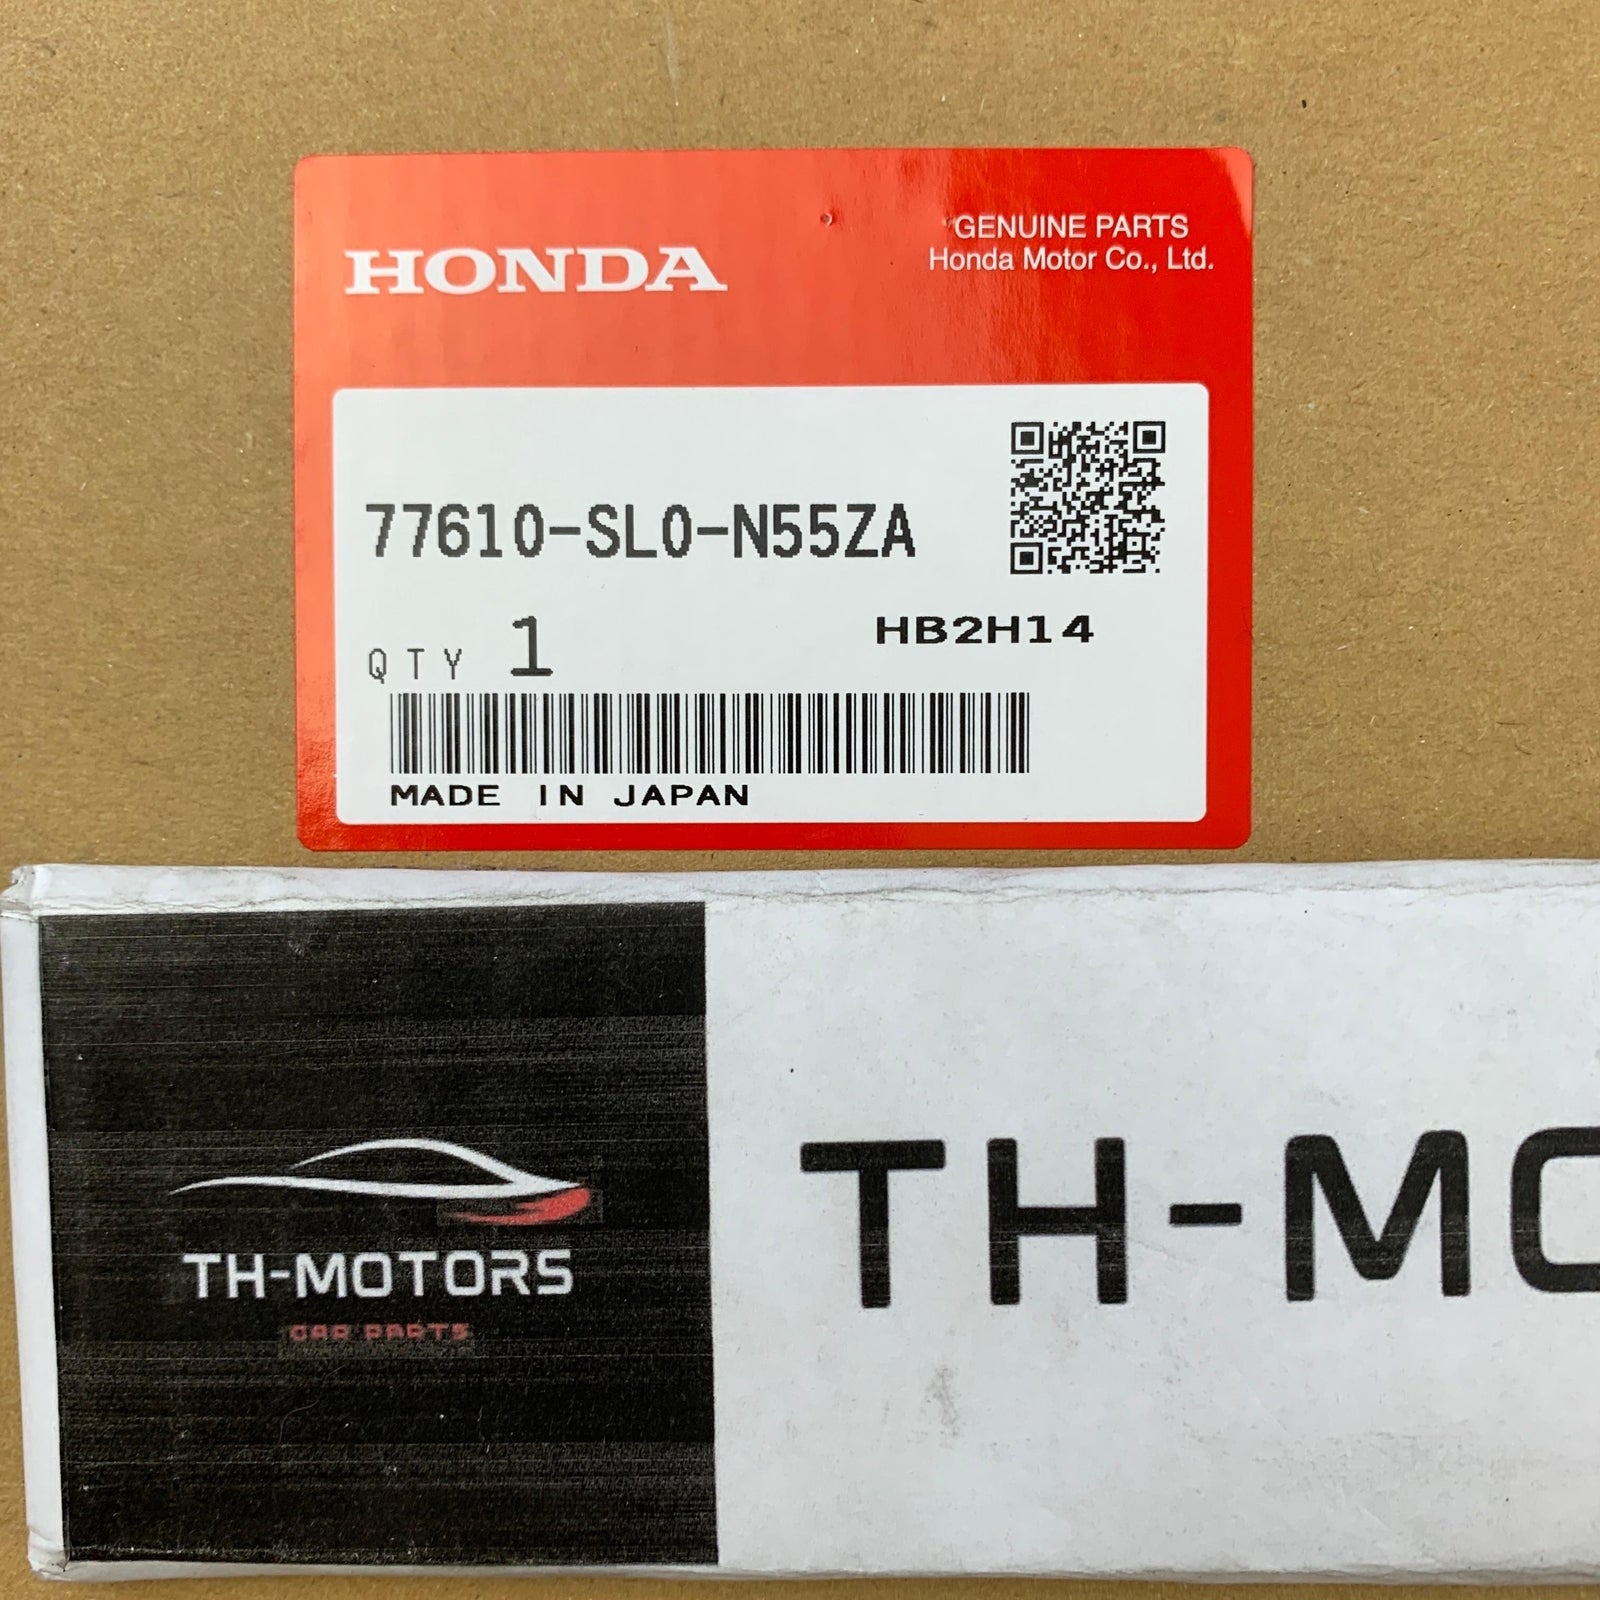 HONDA
GENUINE PARTS
Honda Motor Co., Ltd.
77610-SL0-N55ZA
QTY 1
HB2H14
MADE IN JAPAN
TH-MOTORS
CAR PARTS
TH-MO